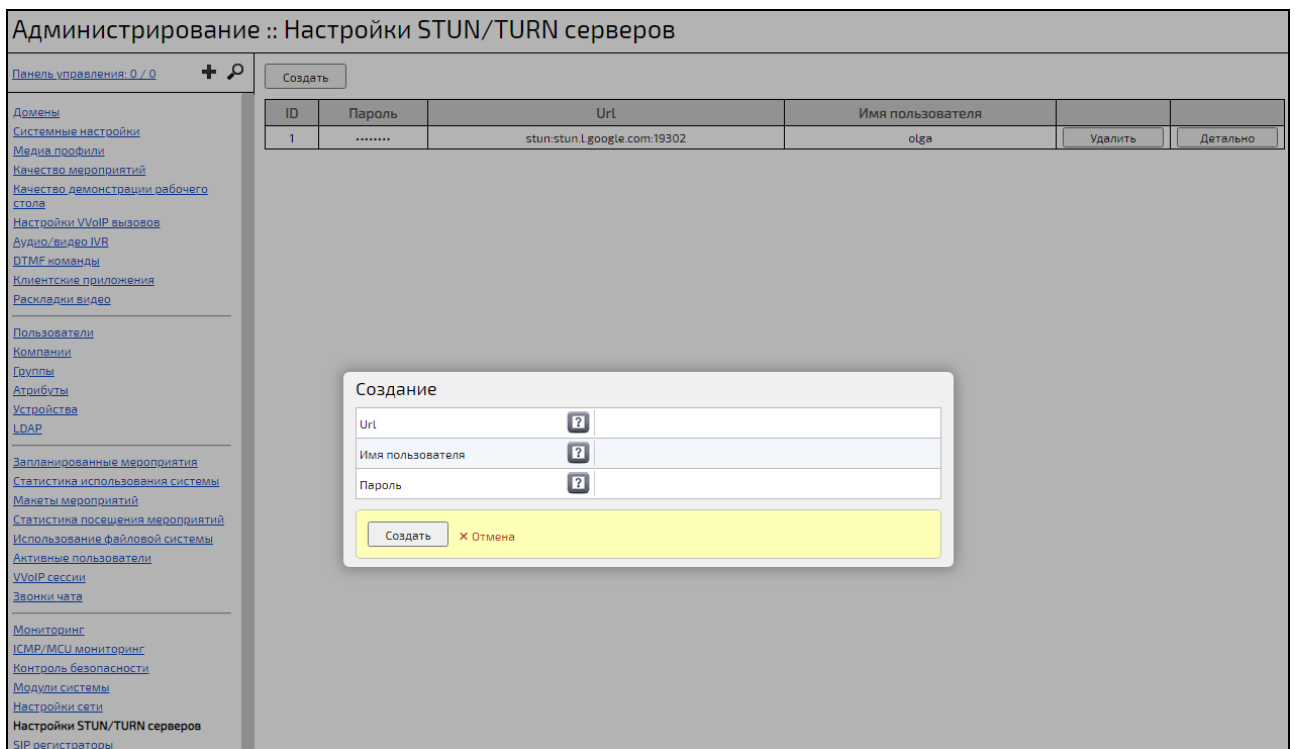 Администрирование :: Настройки STUN/TURN серверов
Панель управления: 0 / 0
Создать
Домены
Системные настройки
Медиа профили
Качество мероприятий
Качество демонстрации рабочего
стола
Настройки VVoIP вызовов
Аудио/видео IVR
DTMF команды
Клиентские приложения
Раскладки видео
Пользователи
Компании
Группы
Атрибуты
Устройства
LDAP
Запланированные мероприятия
Статистика использования системы
Макеты мероприятий
Статистика посещения мероприятий
Использование файловой системы
Активные пользователи
VVoIP сессии
Звонки чата
Мониторинг
ICMP/MCU мониторинг
Контроль безопасности
Модули системы
Настройки сети
Настройки STUN/TURN серверов
SIP регистраторы
ID Пароль Url Имя пользователя
1 •••••••• stun:stun.l.google.com:19302 olga Удалить Детально
Создание
Url ?
Имя пользователя ?
Пароль ?
Создать × Отмена